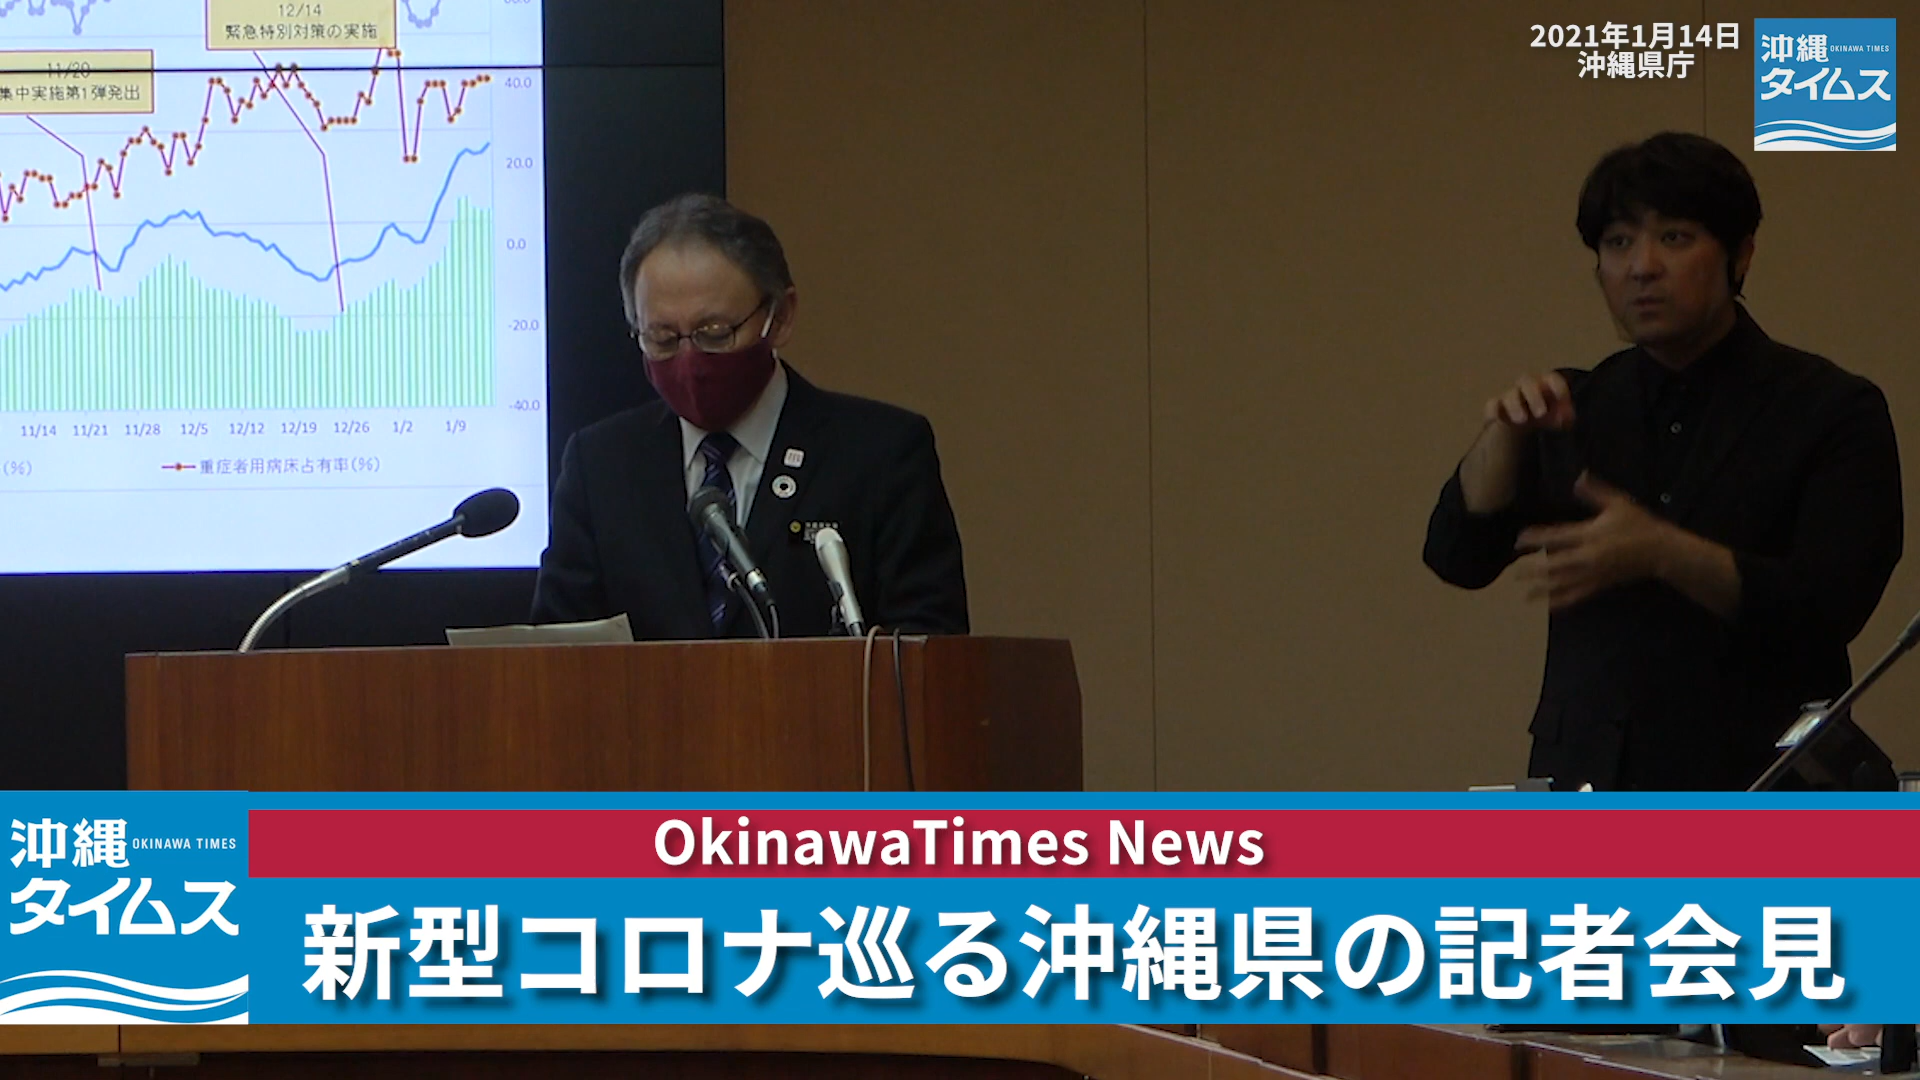 12/14
緊急特別対策の実施
11/20
集中実施第1弾発出
40.0
20.0
0.0
-20.0
-40.0
11/14 11/21 11/28 12/5 12/12 12/19 12/26 1/2 1/9
(%)
重症者用病床占有率(%)
2021年1月14日
沖縄県庁
沖縄 OKINAWA TIMES
タイムス
沖縄 OKINAWA TIMES
タイムス
OkinawaTimes News
新型コロナ巡る沖縄県の記者会見